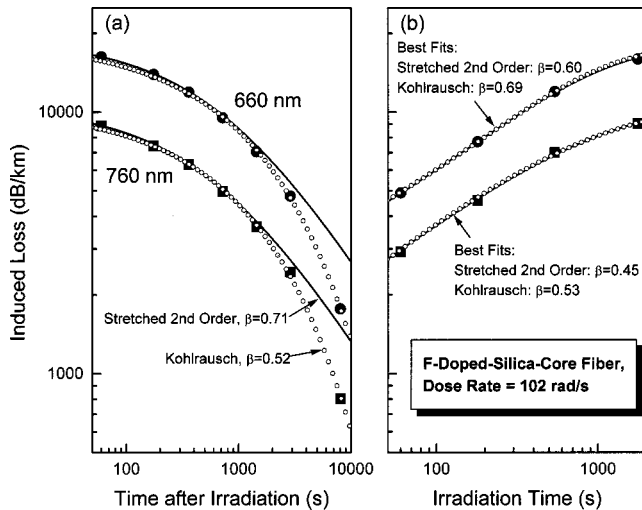 (a)
(b)
Induced Loss (dB/km)
10000
1000
660 nm
760 nm
Stretched 2nd Order, β=0.71
Kohlrausch, β=0.52
100
1000
10000
Time after Irradiation (s)
Best Fits:
Stretched 2nd Order: β=0.60
Kohlrausch: β=0.69
Best Fits:
Stretched 2nd Order: β=0.45
Kohlrausch: β=0.53
F-Doped-Silica-Core Fiber,
Dose Rate = 102 rad/s
100
1000
Irradiation Time (s)